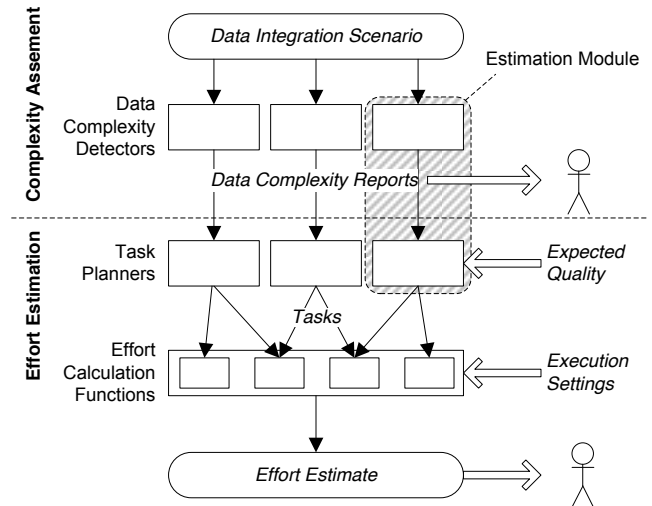 Complexity Assement
Data Integration Scenario
Estimation Module
Data
Complexity
Detectors
Data Complexity Reports
Effort Estimation
Task
Planners
Expected
Quality
Tasks
Effort
Calculation
Functions
Execution
Settings
Effort Estimate